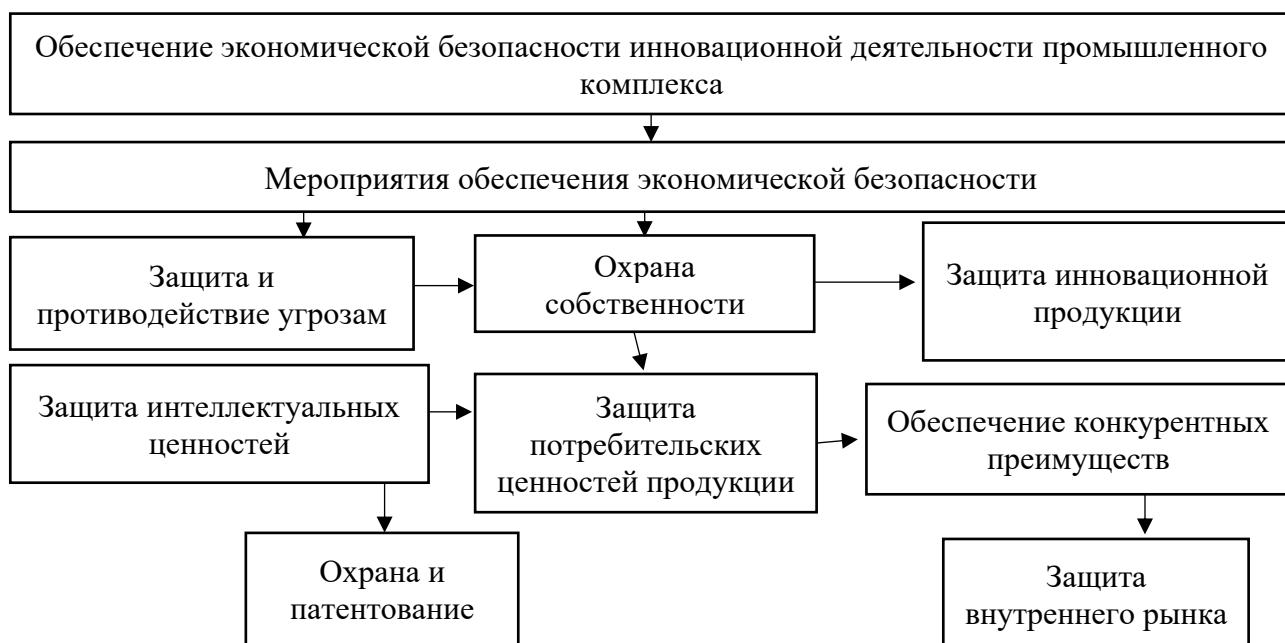 Обеспечение экономической безопасности инновационной деятельности промышленного
комплекса
Мероприятия обеспечения экономической безопасности
Защита и
противодействие угрозам
Охрана
собственности
Защита инновационной
продукции
Защита интеллектуальных
ценностей
Защита
потребительских
ценностей продукции
Обеспечение конкурентных
преимуществ
Охрана и
патентование
Защита
внутреннего рынка